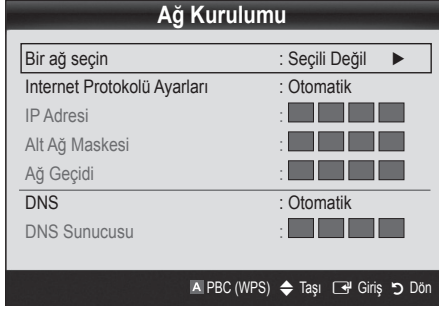 Ağ Kurulumu
Bir ağ seçin : Seçili Değil ►
Internet Protokolü Ayarları : Otomatik
IP Adresi :
Alt Ağ Maskesi :
Ağ Geçidi :
DNS : Otomatik
DNS Sunucusu :
A PBC (WPS) Taşı Giriş Dön